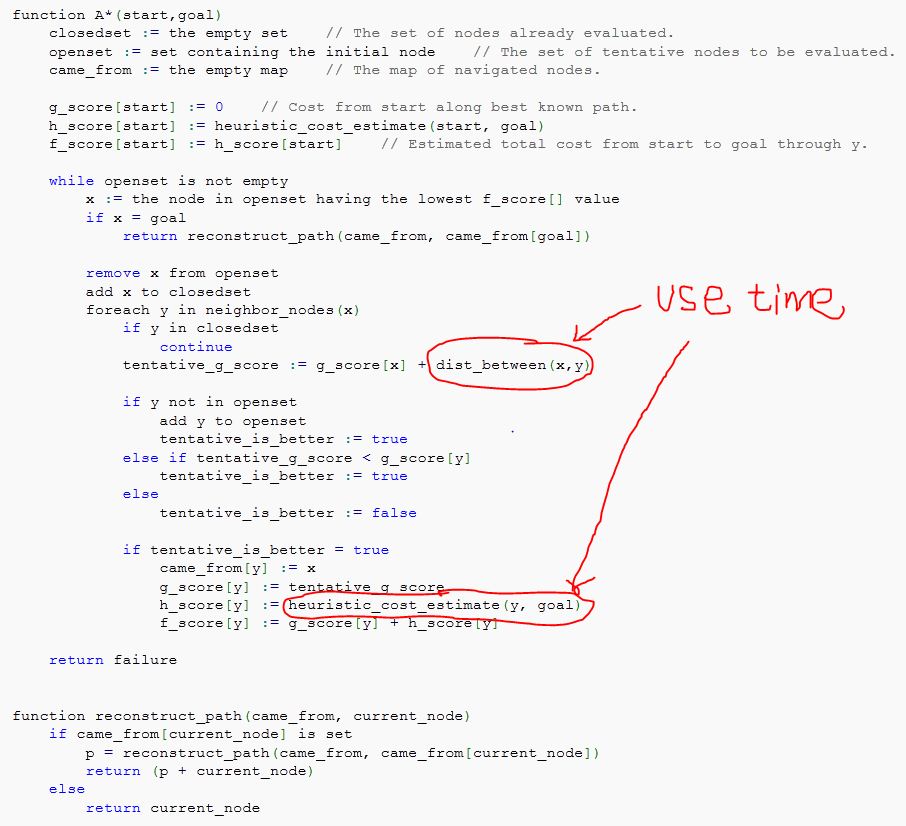 function A*(start,goal)
closedset := the empty set    // The set of nodes already evaluated.
openset := set containing the initial node    // The set of tentative nodes to be evaluated.
came_from := the empty map    // The map of navigated nodes.
g_score[start] := 0    // Cost from start along best known path.
h_score[start] := heuristic_cost_estimate(start, goal)
f_score[start] := h_score[start]    // Estimated total cost from start to goal through y.
while openset is not empty
x := the node in openset having the lowest f_score[] value
if x = goal
return reconstruct_path(came_from, came_from[goal])
remove x from openset
add x to closedset
use time
foreach y in neighbor_nodes(x)
if y in closedset
continue
tentative_g_score := g_score[x] + dist_between(x,y)
if y not in openset
add y to openset
tentative_is_better := true
else if tentative_g_score < g_score[y]
tentative_is_better := true
else
tentative_is_better := false
if tentative_is_better = true
came_from[y] := x
g_score[y] := tentative_g_score
h_score[y] := heuristic_cost_estimate(y, goal)
f_score[y] := g_score[y] + h_score[y]
return failure
function reconstruct_path(came_from, current_node)
if came_from[current_node] is set
p = reconstruct_path(came_from, came_from[current_node])
return (p + current_node)
else
return current_node